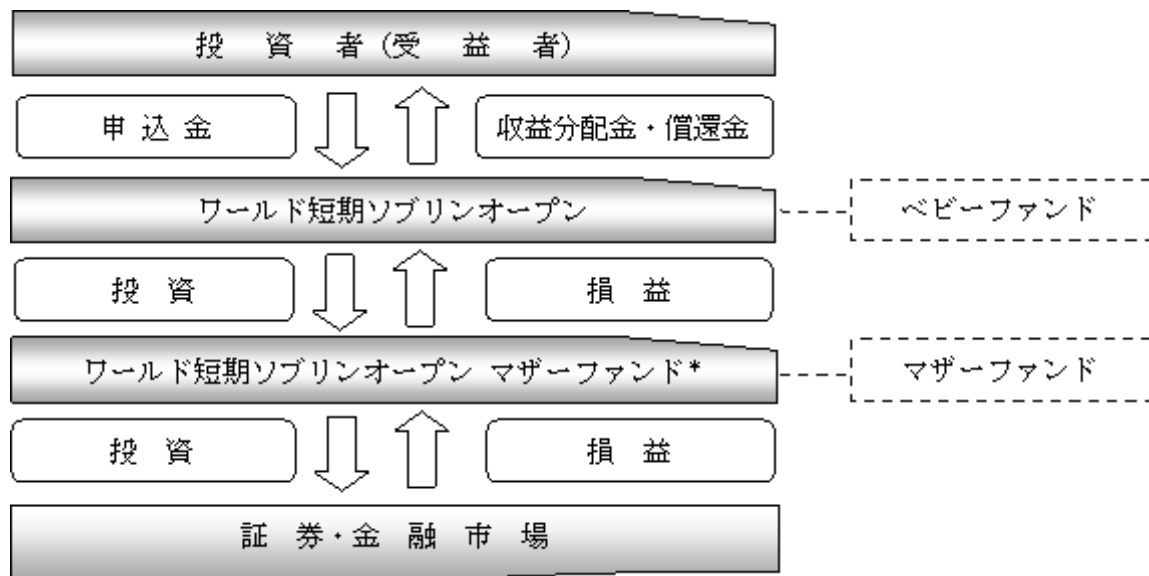 投資者(受益者)
申込金
収益分配金・償還金
ワールド短期ソブリンオープン
ベビーファンド
投資
損益
ワールド短期ソブリンオープン マザーファンド*
マザーファンド
投資
損益
証券・金融市場